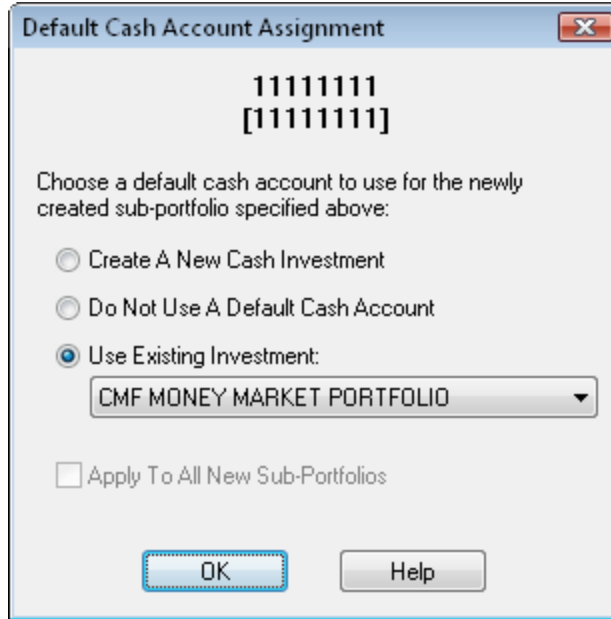 Default Cash Account Assignment
11111111
[11111111]
Choose a default cash account to use for the newly
created sub-portfolio specified above:
Create A New Cash Investment
Do Not Use A Default Cash Account
Use Existing Investment:
CMF MONEY MARKET PORTFOLIO
Apply To All New Sub-Portfolios
OK
Help